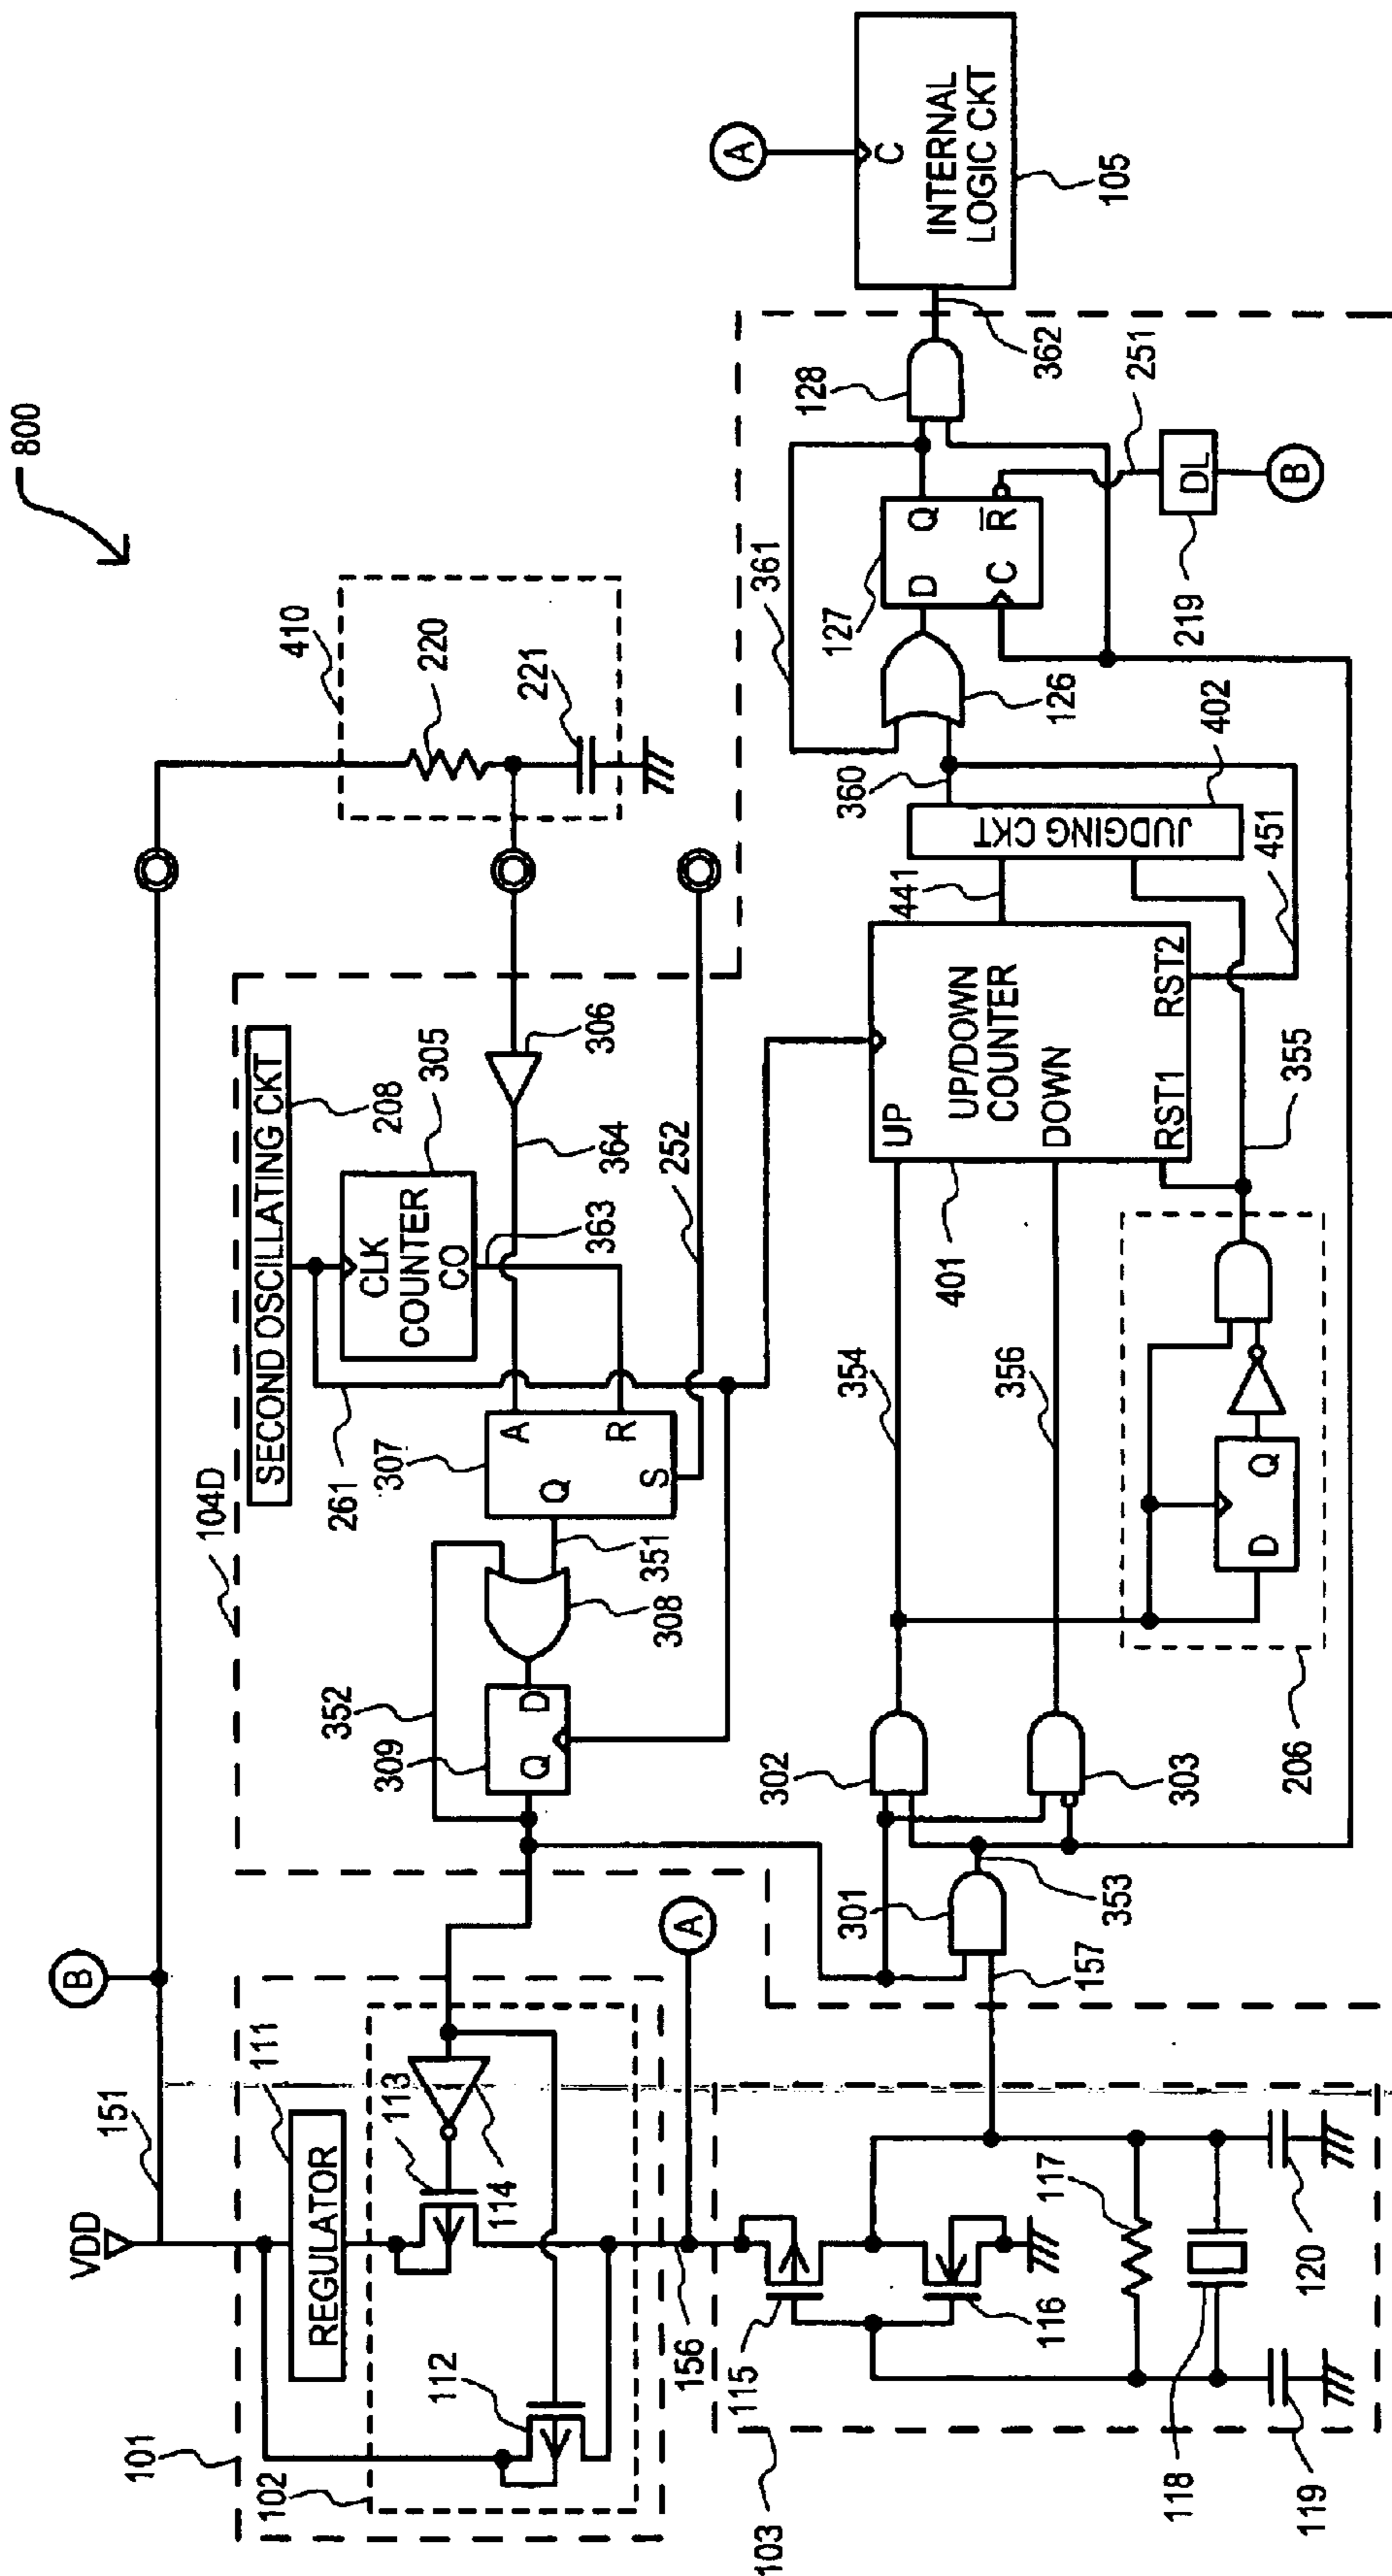 800
VDD
151
B
101
REGULATOR
111
102
112
113
114
156
A
103
115
116
117
118
119
120
157
104D
SECOND OSCILLATING CKT
208
261
CLK
COUNTER
CO
305
306
364
363
252
307
A
R
Q
S
351
308
352
309
Q
D
410
220
221
301
353
302
303
354
356
206
D
Q
355
401
UP
UP/DOWN
COUNTER
DOWN
RST1
RST2
441
451
JUDGING CKT
402
360
361
126
127
D
Q
C
R̅
128
362
251
DL
219
B
A
C
INTERNAL
LOGIC CKT
105